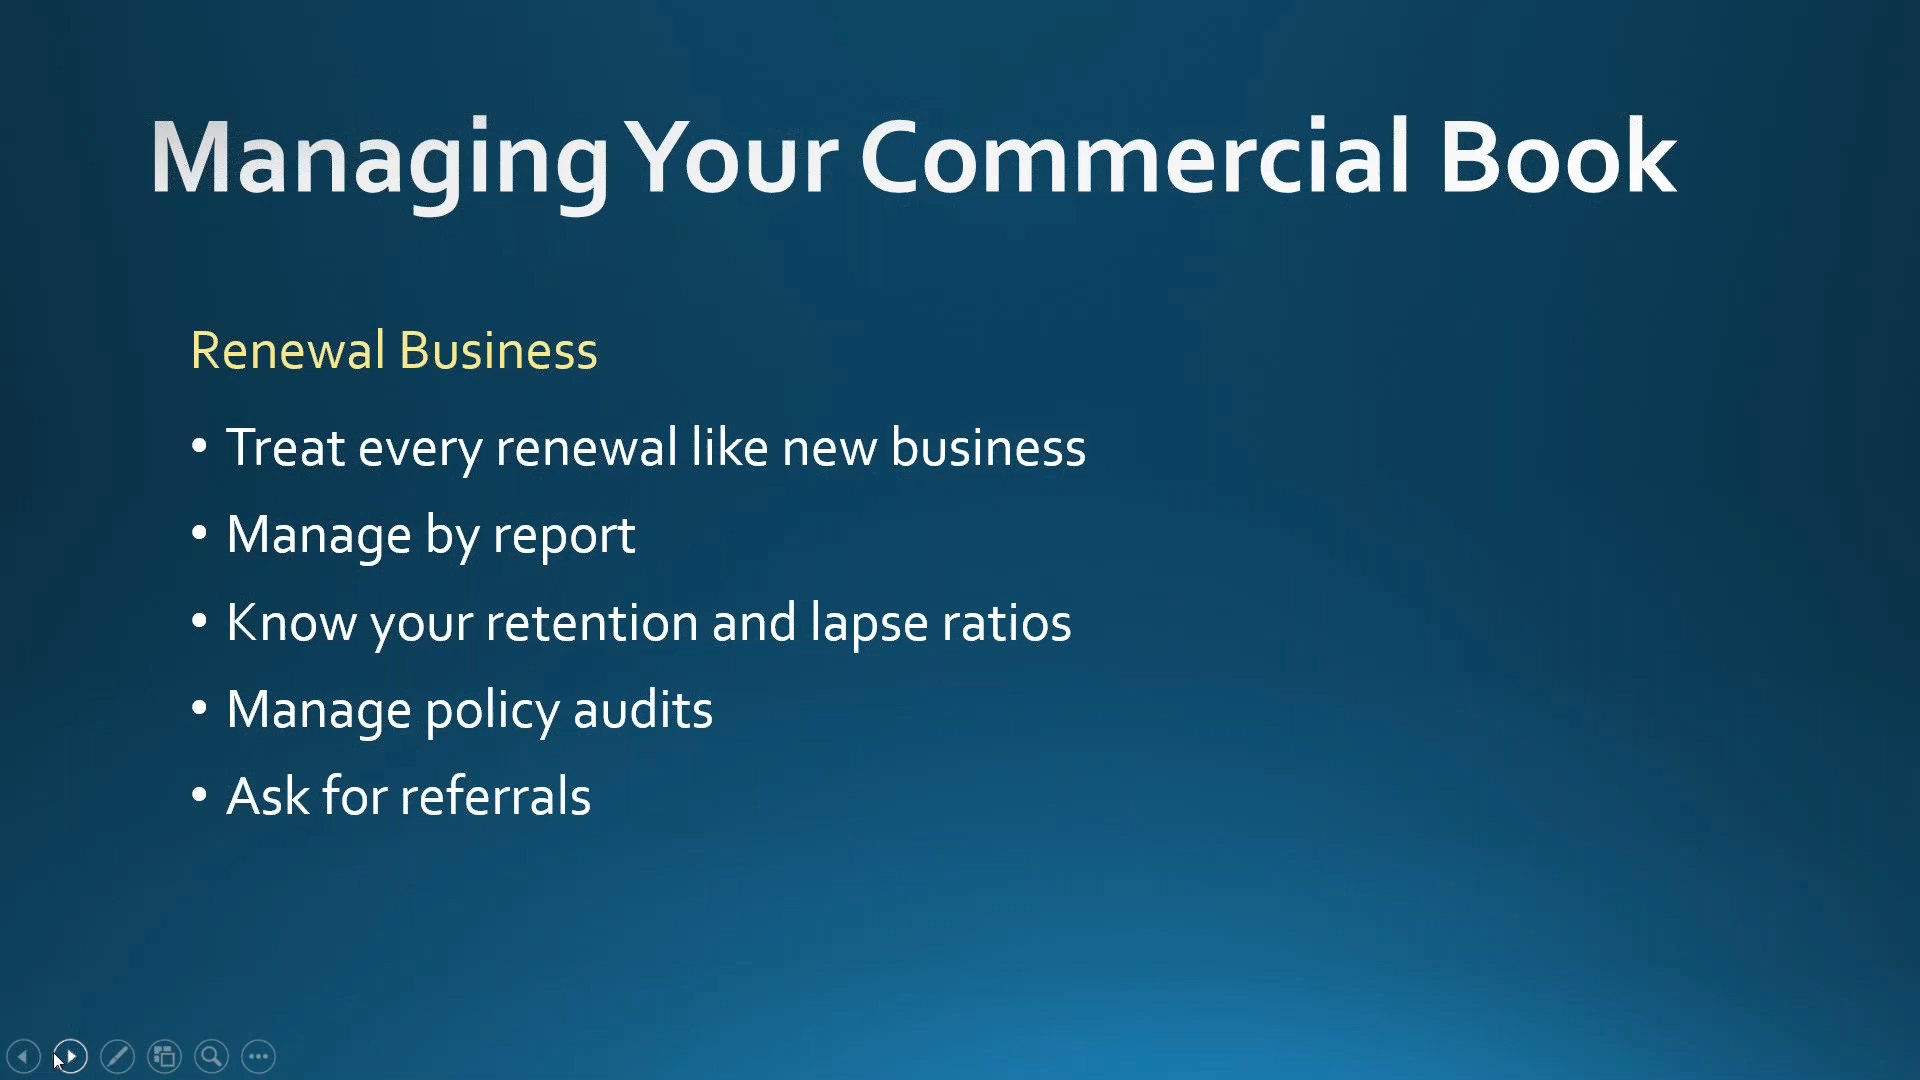 Managing Your Commercial Book
Renewal Business
• Treat every renewal like new business
• Manage by report
• Know your retention and lapse ratios
• Manage policy audits
• Ask for referrals